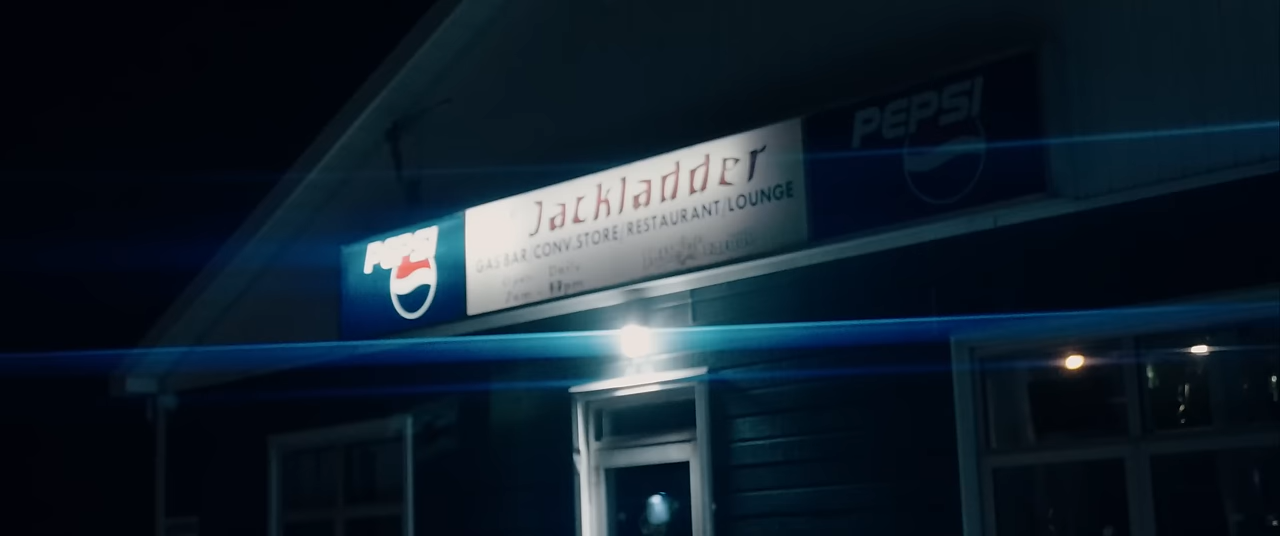 PEPSI
Jackladder
GAS BAR/CONV.STORE/RESTAURANT/LOUNGE
PEPSI